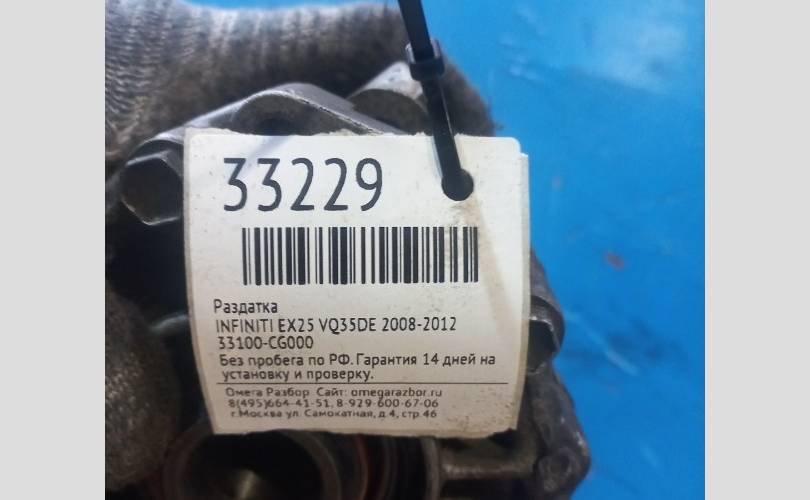 33229
Раздатка
INFINITI EX25 VQ35DE 2008-2012
33100-CG000
Без пробега по РФ. Гарантия 14 дней на
установку и проверку.
Омега Разбор Сайт: omegarazbor.ru
8(495)664-41-51, 8-929-600-67-06
г.Москва ул. Самокатная, д.4, стр.46